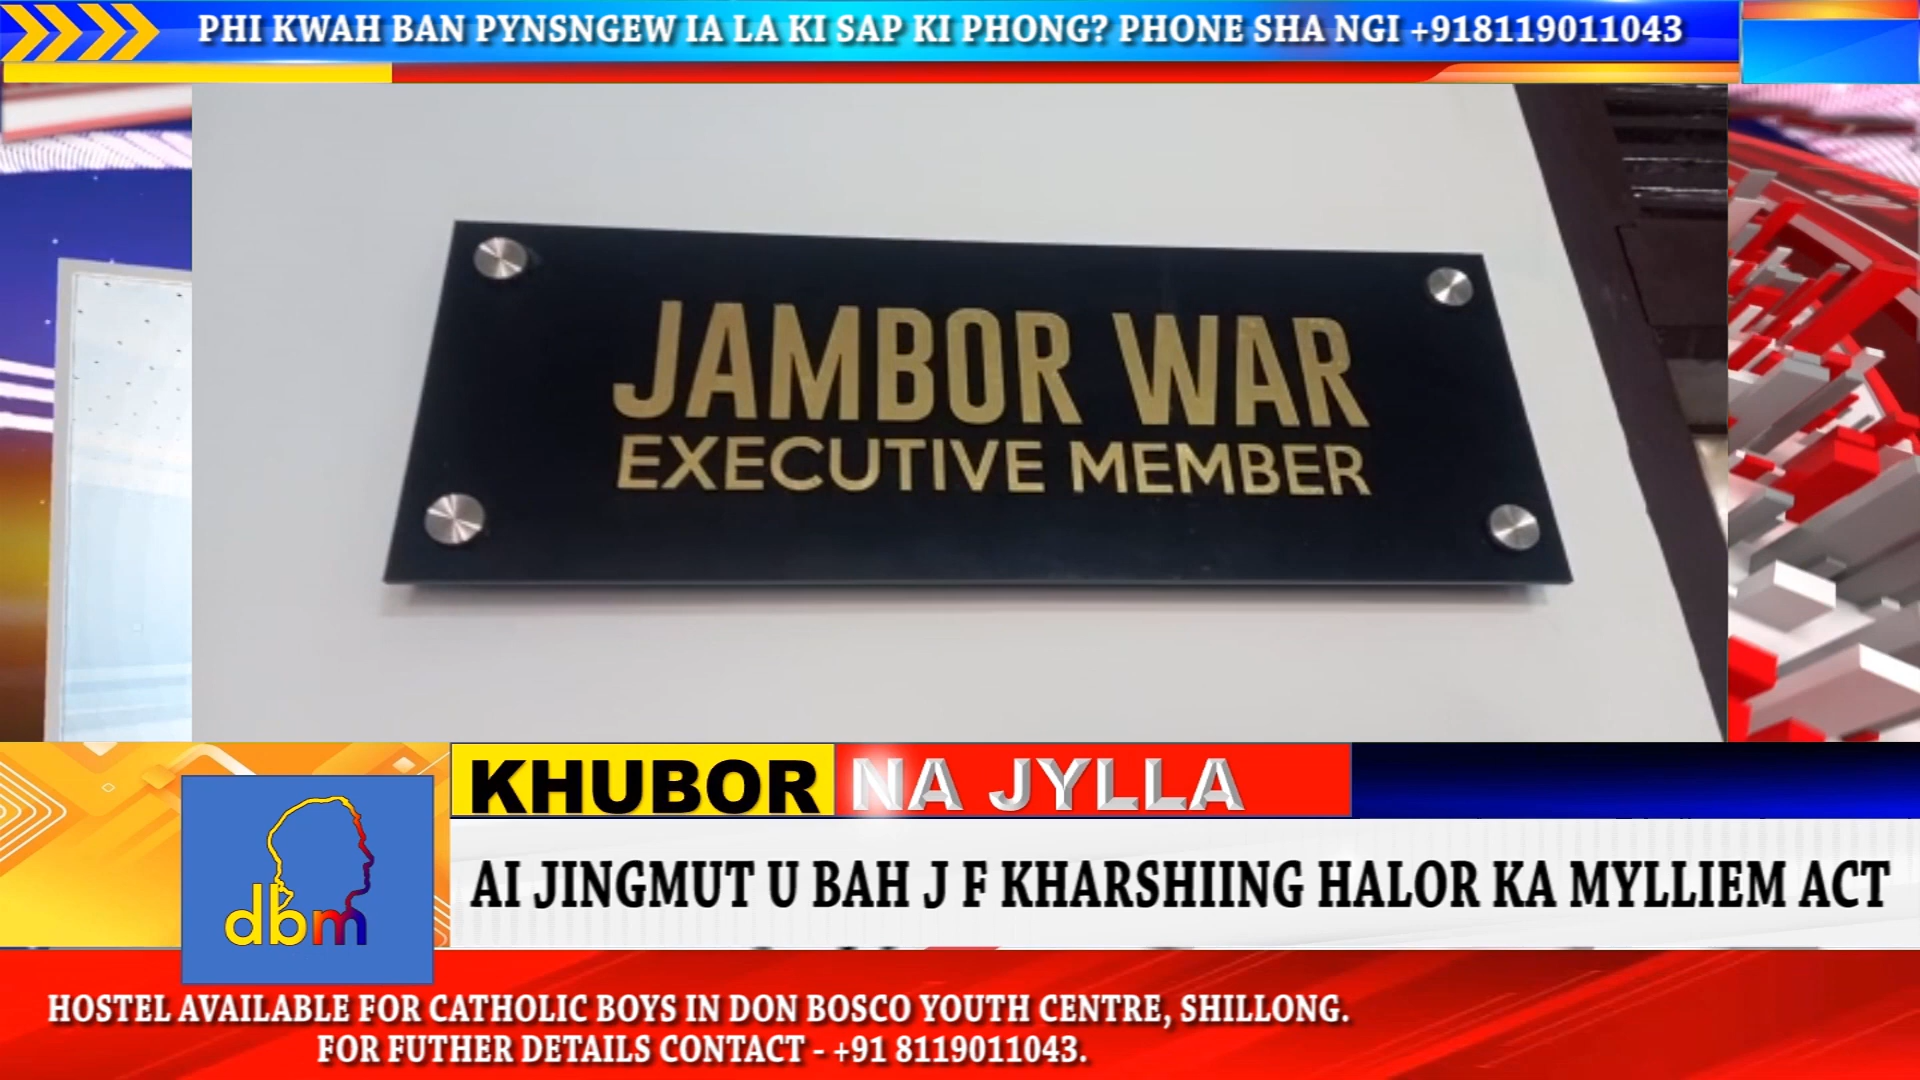 PHI KWAH BAN PYNSNGEW IA LA KI SAP KI PHONG? PHONE SHA NGI +918119011043
JAMBOR WAR
EXECUTIVE MEMBER
KHUBOR NA JYLLA
dbm
AI JINGMUT U BAH J F KHARSHIING HALOR KA MYLLIEM ACT
HOSTEL AVAILABLE FOR CATHOLIC BOYS IN DON BOSCO YOUTH CENTRE, SHILLONG.
FOR FUTHER DETAILS CONTACT - +91 8119011043.